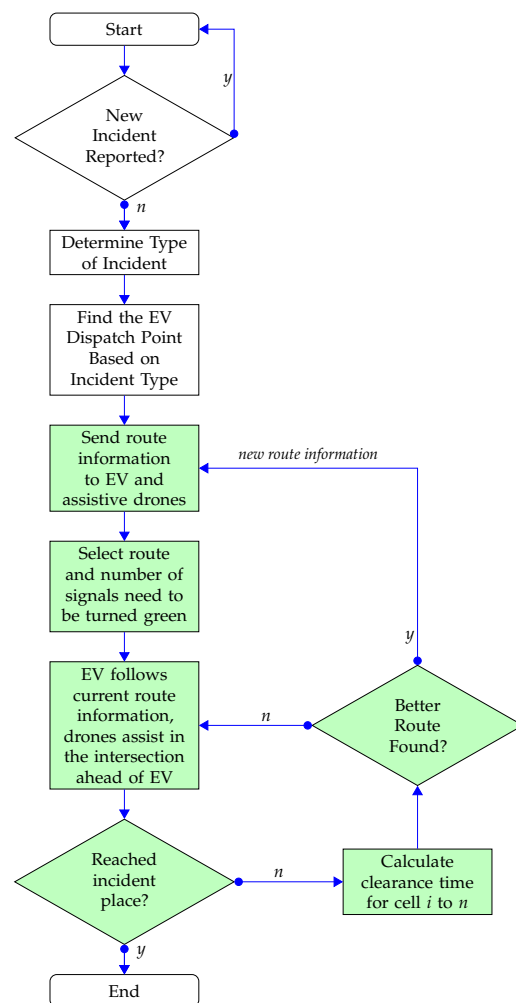 Start
y
New
Incident
Reported?
n
Determine Type
of Incident
Find the EV
Dispatch Point
Based on
Incident Type
Send route
information
to EV and
assistive drones
new route information
Select route
and number of
signals need to
be turned green
y
EV follows
current route
information,
drones assist in
the intersection
ahead of EV
n
Better
Route
Found?
Reached
incident
place?
n
Calculate
clearance time
for cell i to n
y
End